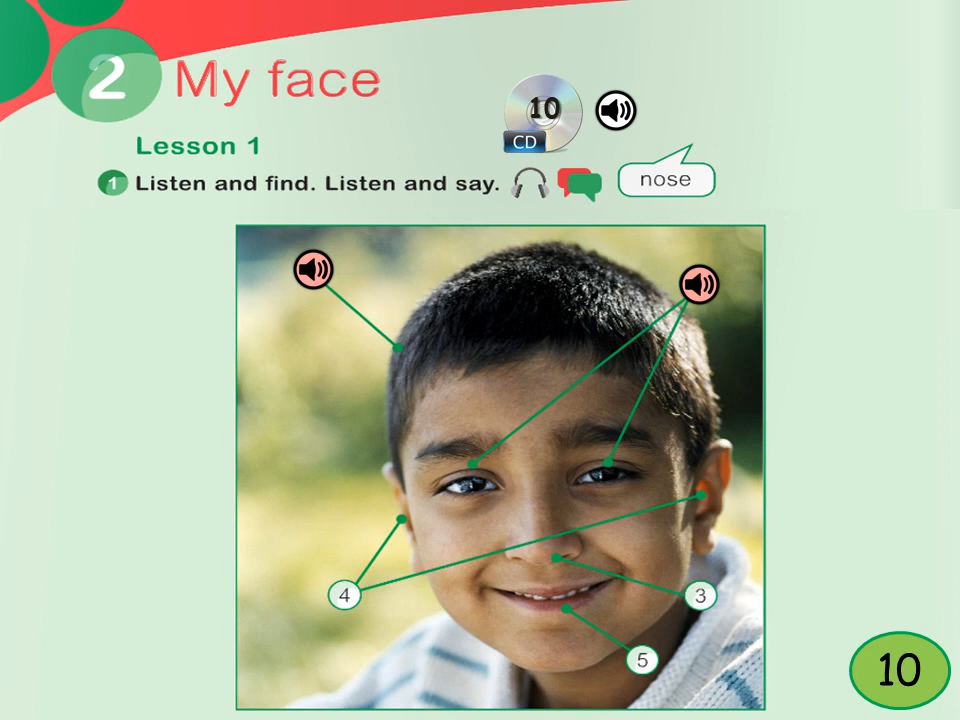 2 My face
10
CD
Lesson 1
1 Listen and find. Listen and say.
nose
4
3
5
10